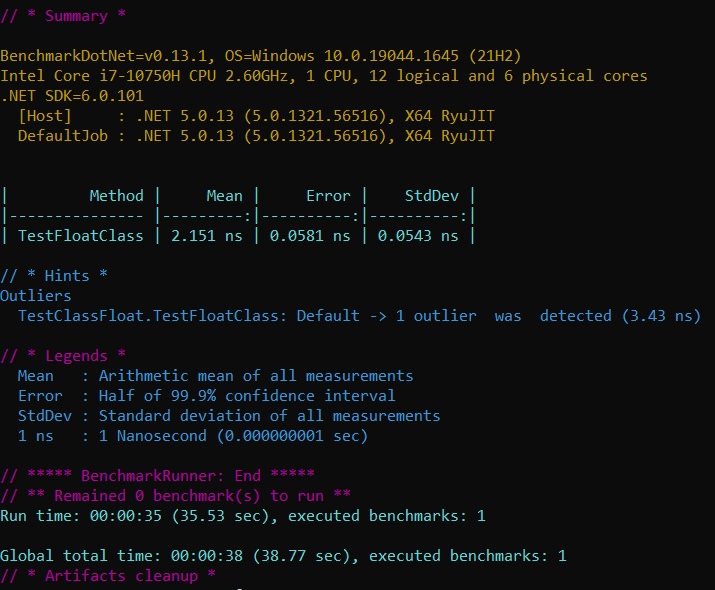 // * Summary *
BenchmarkDotNet=v0.13.1, OS=Windows 10.0.19044.1645 (21H2)
Intel Core i7-10750H CPU 2.60GHz, 1 CPU, 12 logical and 6 physical cores
.NET SDK=6.0.101
  [Host]     : .NET 5.0.13 (5.0.1321.56516), X64 RyuJIT
  DefaultJob : .NET 5.0.13 (5.0.1321.56516), X64 RyuJIT
|         Method |     Mean |     Error |    StdDev |
|--------------- |---------:|----------:|----------:|
| TestFloatClass | 2.151 ns | 0.0581 ns | 0.0543 ns |
// * Hints *
Outliers
  TestClassFloat.TestFloatClass: Default -> 1 outlier  was  detected (3.43 ns)
// * Legends *
  Mean   : Arithmetic mean of all measurements
  Error  : Half of 99.9% confidence interval
  StdDev : Standard deviation of all measurements
  1 ns   : 1 Nanosecond (0.000000001 sec)
// ***** BenchmarkRunner: End *****
// ** Remained 0 benchmark(s) to run **
Run time: 00:00:35 (35.53 sec), executed benchmarks: 1
Global total time: 00:00:38 (38.77 sec), executed benchmarks: 1
// * Artifacts cleanup *